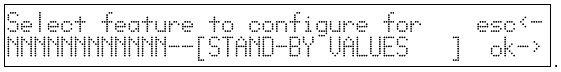 Select feature to configure for esc<-
NNNNNNNNNNNN--[STAND-BY VALUES ] ok->
.